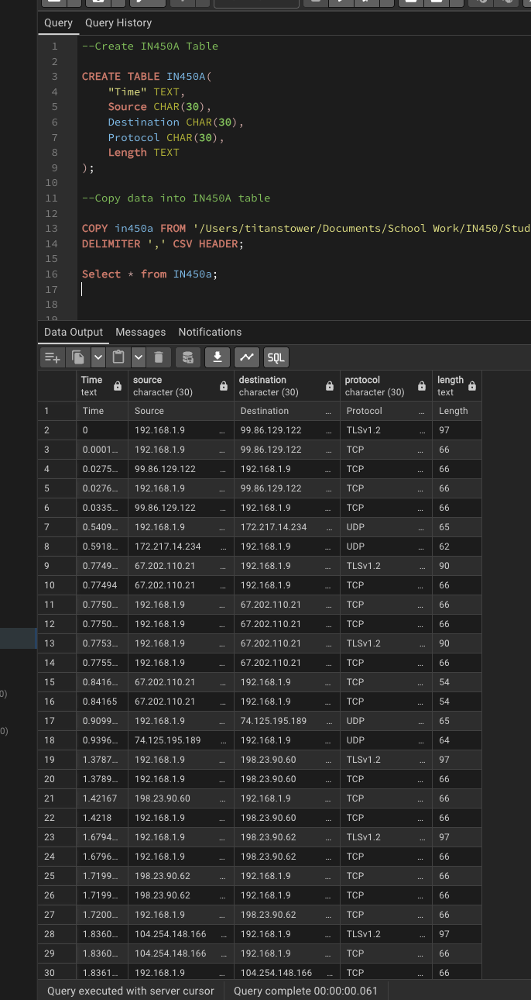 Query Query History
1 --Create IN450A Table
2
3 CREATE TABLE IN450A(
4 "Time" TEXT,
5 Source CHAR(30),
6 Destination CHAR(30),
7 Protocol CHAR(30),
8 Length TEXT
9 );
10
11 --Copy data into IN450A table
12
13 COPY in450a FROM '/Users/titanstower/Documents/School Work/IN450/Stud
14 DELIMITER ',' CSV HEADER;
15
16 Select * from IN450a;
17
18
19
Data Output Messages Notifications
SQL
Time source destination protocol length
text character (30) character (30) character (30) text
1 Time Source Destination ... Protocol ... Length
2 0 192.168.1.9 ... 99.86.129.122 ... TLSv1.2 ... 97
3 0.0001... 192.168.1.9 ... 99.86.129.122 ... TCP ... 66
4 0.0275... 99.86.129.122 ... 192.168.1.9 ... TCP ... 66
5 0.0276... 192.168.1.9 ... 99.86.129.122 ... TCP ... 66
6 0.0335... 99.86.129.122 ... 192.168.1.9 ... TCP ... 66
7 0.5409... 192.168.1.9 ... 172.217.14.234 ... UDP ... 65
8 0.5918... 172.217.14.234 ... 192.168.1.9 ... UDP ... 62
9 0.7749... 67.202.110.21 ... 192.168.1.9 ... TLSv1.2 ... 90
10 0.77494 67.202.110.21 ... 192.168.1.9 ... TCP ... 66
11 0.7750... 192.168.1.9 ... 67.202.110.21 ... TCP ... 66
12 0.7750... 192.168.1.9 ... 67.202.110.21 ... TCP ... 66
13 0.7753... 192.168.1.9 ... 67.202.110.21 ... TLSv1.2 ... 90
14 0.7755... 192.168.1.9 ... 67.202.110.21 ... TCP ... 66
0) 15 0.8416... 67.202.110.21 ... 192.168.1.9 ... TCP ... 54
16 0.84165 67.202.110.21 ... 192.168.1.9 ... TCP ... 54
0) 17 0.9099... 192.168.1.9 ... 74.125.195.189 ... UDP ... 65
18 0.9396... 74.125.195.189 ... 192.168.1.9 ... UDP ... 64
19 1.3787... 192.168.1.9 ... 198.23.90.60 ... TLSv1.2 ... 97
20 1.3789... 192.168.1.9 ... 198.23.90.60 ... TCP ... 66
21 1.42167 198.23.90.60 ... 192.168.1.9 ... TCP ... 66
22 1.4218 192.168.1.9 ... 198.23.90.60 ... TCP ... 66
23 1.6794... 192.168.1.9 ... 198.23.90.62 ... TLSv1.2 ... 97
24 1.6796... 192.168.1.9 ... 198.23.90.62 ... TCP ... 66
25 1.7199... 198.23.90.62 ... 192.168.1.9 ... TCP ... 66
26 1.7199... 198.23.90.62 ... 192.168.1.9 ... TCP ... 66
27 1.7200... 192.168.1.9 ... 198.23.90.62 ... TCP ... 66
28 1.8360... 104.254.148.166 ... 192.168.1.9 ... TLSv1.2 ... 97
29 1.8360... 104.254.148.166 ... 192.168.1.9 ... TCP ... 66
30 1.8361... 192.168.1.9 ... 104.254.148.166 ... TCP ... 66
Query executed with server cursor Query complete 00:00:00.061